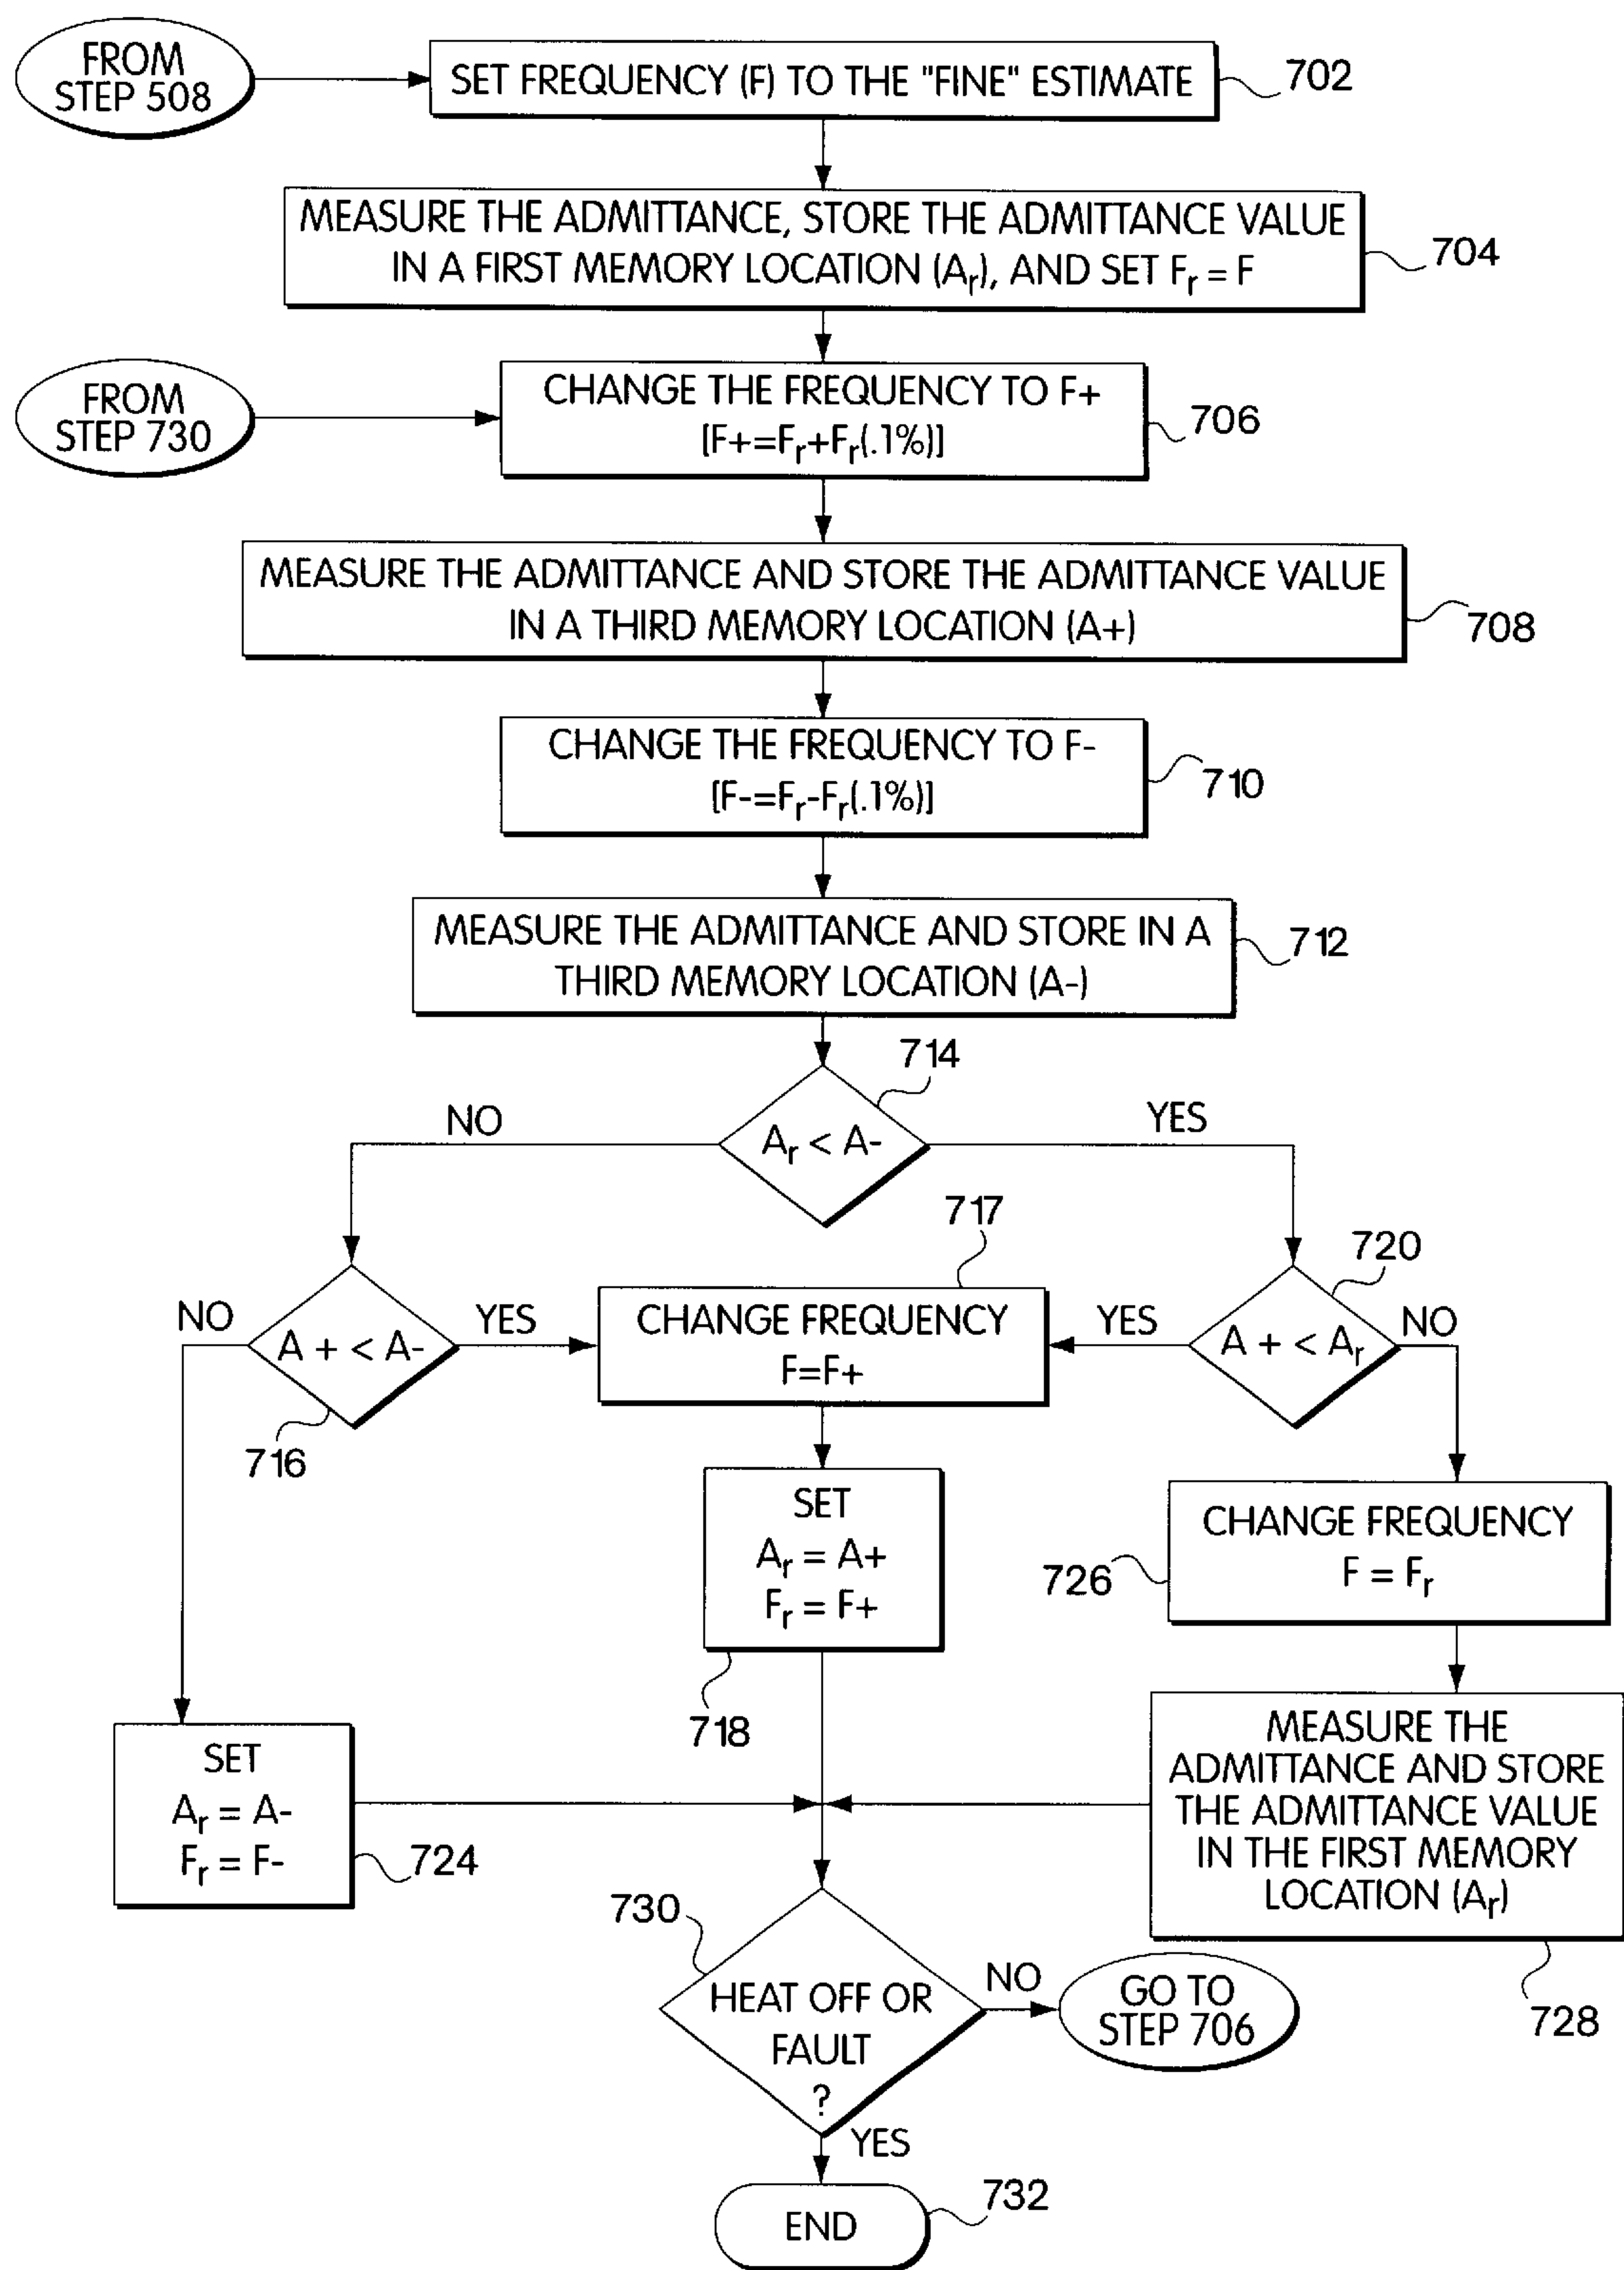 FROM
STEP 508
SET FREQUENCY (F) TO THE "FINE" ESTIMATE
702
MEASURE THE ADMITTANCE, STORE THE ADMITTANCE VALUE
IN A FIRST MEMORY LOCATION (Ar), AND SET Fr = F
704
FROM
STEP 730
CHANGE THE FREQUENCY TO F+
[F+=Fr+Fr(.1%)]
706
MEASURE THE ADMITTANCE AND STORE THE ADMITTANCE VALUE
IN A THIRD MEMORY LOCATION (A+)
708
CHANGE THE FREQUENCY TO F-
[F-=Fr-Fr(.1%)]
710
MEASURE THE ADMITTANCE AND STORE IN A
THIRD MEMORY LOCATION (A-)
712
714
NO
Ar < A-
YES
717
720
NO
A + < A-
YES
716
CHANGE FREQUENCY
F=F+
YES
A + < Ar
NO
SET
Ar = A+
Fr = F+
718
CHANGE FREQUENCY
F = Fr
726
SET
Ar = A-
Fr = F-
724
MEASURE THE
ADMITTANCE AND STORE
THE ADMITTANCE VALUE
IN THE FIRST MEMORY
LOCATION (Ar)
728
730
HEAT OFF OR
FAULT
?
NO
GO TO
STEP 706
YES
END
732